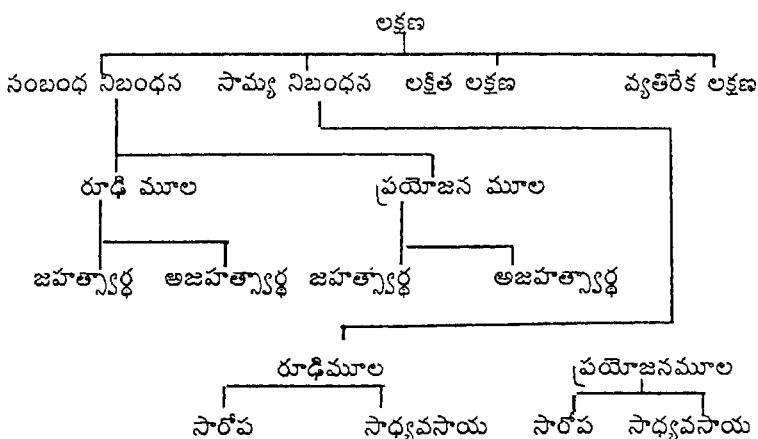 లక్షణ
సంబంధ నిబంధన సామ్య నిబంధన లక్షిత లక్షణ వ్యతిరేక లక్షణ
రూఢి మూల ప్రయోజన మూల
జహత్స్వార్థ అజహత్స్వార్థ జహత్స్వార్థ అజహత్స్వార్థ
రూఢిమూల ప్రయోజనమూల
సారోప సాధ్యవసాయ సారోప సాధ్యవసాయ